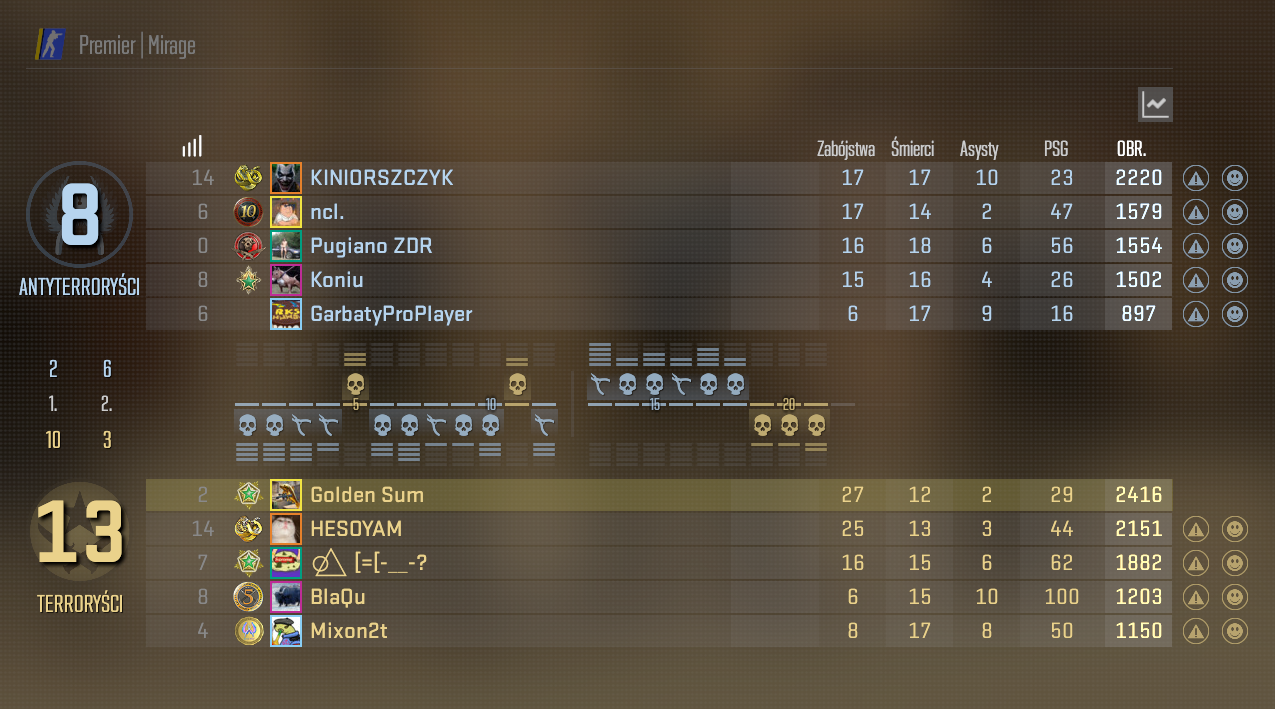 Premier | Mirage
Zabójstwa Śmierci Asysty PSG OBR.
14 KINIORSZCZYK 17 17 10 23 2220
6 10 ncl. 17 14 2 47 1579
0 Pugiano ZDR 16 18 6 56 1554
8 Koniu 15 16 4 26 1502
6 GarbatyProPlayer 6 17 9 16 897
8
ANTYTERRORYŚCI
2 6
1. 2.
10 3
5 10 15 20
13
TERRORYŚCI
2 Golden Sum 27 12 2 29 2416
14 HESOYAM 25 13 3 44 2151
7 [=[-__-? 16 15 6 62 1882
8 5 BlaQu 6 15 10 100 1203
4 Mixon2t 8 17 8 50 1150